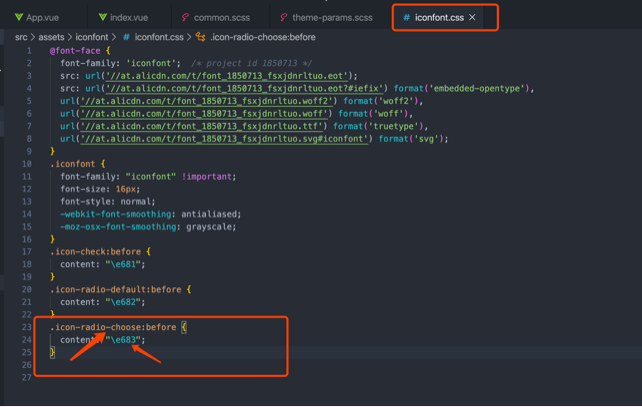 App.vue index.vue common.scss theme-params.scss # iconfont.css ×
src > assets > iconfont > # iconfont.css > .icon-radio-choose:before
1 @font-face {
2 font-family: 'iconfont'; /* project id 1850713 */
3 src: url('//at.alicdn.com/t/font_1850713_fsxjdnrltuo.eot');
4 src: url('//at.alicdn.com/t/font_1850713_fsxjdnrltuo.eot?#iefix') format('embedded-opentype'),
5 url('//at.alicdn.com/t/font_1850713_fsxjdnrltuo.woff2') format('woff2'),
6 url('//at.alicdn.com/t/font_1850713_fsxjdnrltuo.woff') format('woff'),
7 url('//at.alicdn.com/t/font_1850713_fsxjdnrltuo.ttf') format('truetype'),
8 url('//at.alicdn.com/t/font_1850713_fsxjdnrltuo.svg#iconfont') format('svg');
9 }
10 .iconfont {
11 font-family: "iconfont" !important;
12 font-size: 16px;
13 font-style: normal;
14 -webkit-font-smoothing: antialiased;
15 -moz-osx-font-smoothing: grayscale;
16 }
17 .icon-check:before {
18 content: "\e681";
19 }
20 .icon-radio-default:before {
21 content: "\e682";
22 }
23 .icon-radio-choose:before {
24 content: "\e683";
25 }
26
27